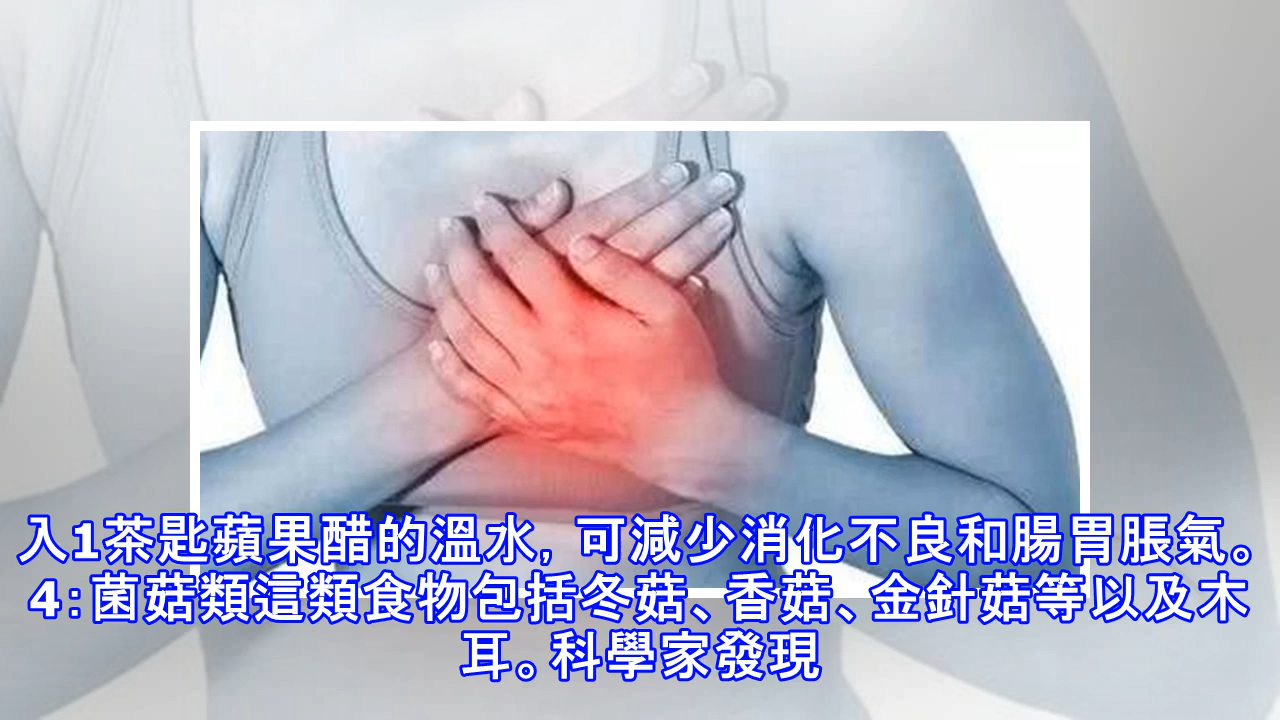 入1茶匙蘋果醋的溫水,可減少消化不良和腸胃脹氣。
4:菌菇類這類食物包括冬菇、香菇、金針菇等以及木
耳。科學家發現